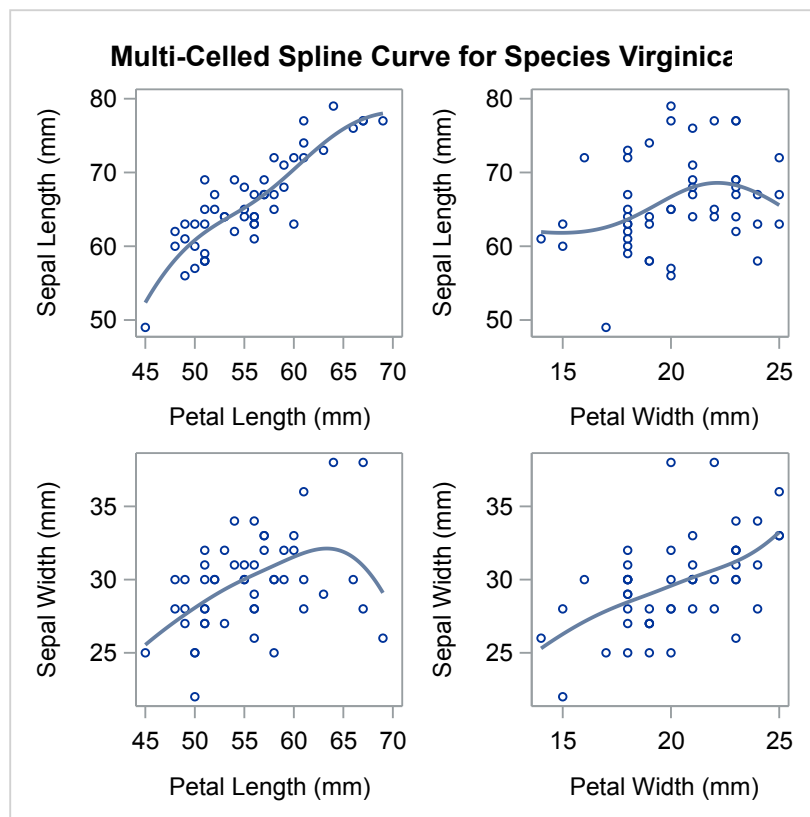 Multi-Celled Spline Curve for Species Virginica
80
70
60
50
Sepal Length (mm)
45 50 55 60 65 70
Petal Length (mm)
80
70
60
50
Sepal Length (mm)
15 20 25
Petal Width (mm)
35
30
25
Sepal Width (mm)
45 50 55 60 65 70
Petal Length (mm)
35
30
25
Sepal Width (mm)
15 20 25
Petal Width (mm)